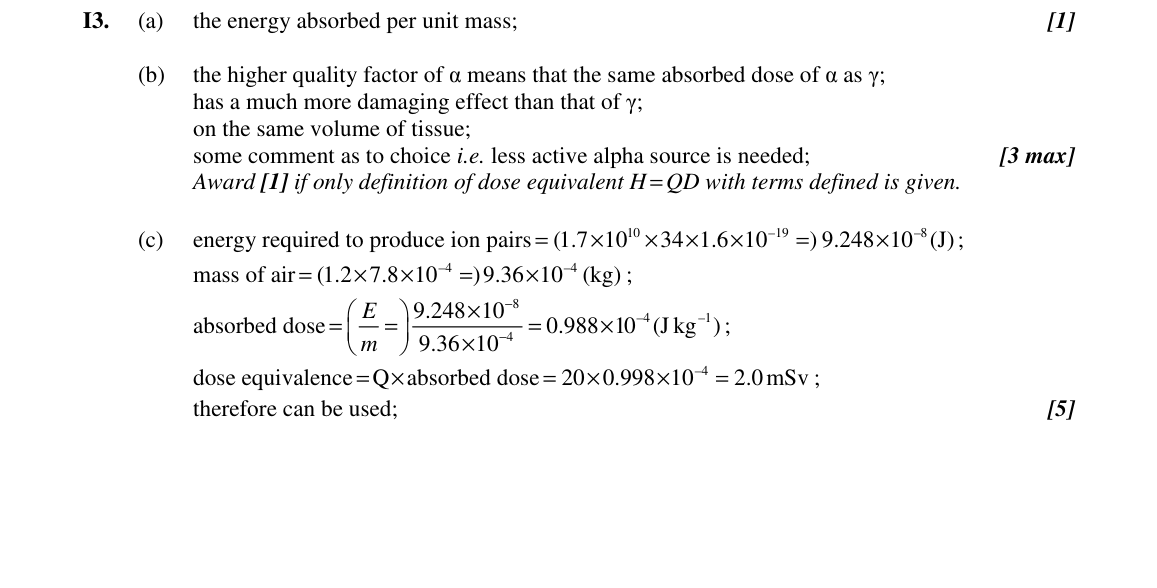 I3. (a) the energy absorbed per unit mass; [1]
(b) the higher quality factor of α means that the same absorbed dose of α as γ;
has a much more damaging effect than that of γ;
on the same volume of tissue;
some comment as to choice i.e. less active alpha source is needed; [3 max]
Award [1] if only definition of dose equivalent H=QD with terms defined is given.
(c) energy required to produce ion pairs = (1.7×10¹⁰ ×34×1.6×10⁻¹⁹ =) 9.248×10⁻⁸ (J);
mass of air = (1.2×7.8×10⁻⁴ =) 9.36×10⁻⁴ (kg);
absorbed dose = (E/m =) 9.248×10⁻⁸/9.36×10⁻⁴ = 0.988×10⁻⁴ (J kg⁻¹);
dose equivalence = Q×absorbed dose = 20×0.998×10⁻⁴ = 2.0 mSv;
therefore can be used; [5]